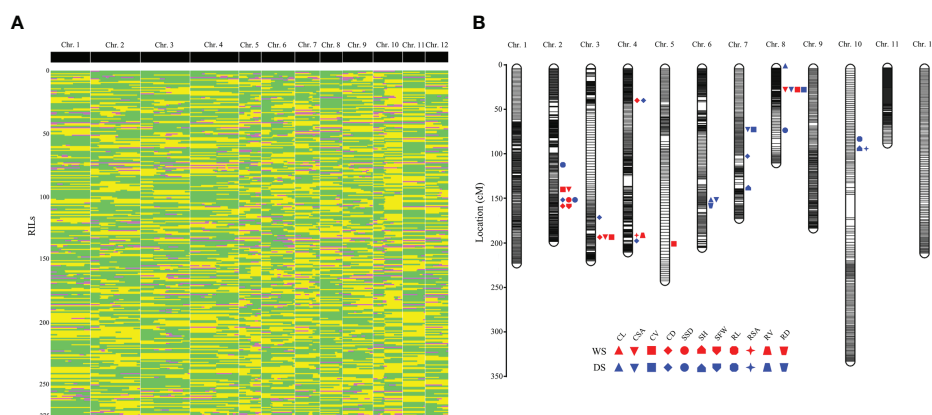 A
Chr. 1 Chr. 2 Chr. 3 Chr. 4 Chr. 5 Chr. 6 Chr. 7 Chr. 8 Chr. 9 Chr. 10 Chr. 11 Chr. 12
0
50
100
150
200
250
RILs
B
Chr. 1 Chr. 2 Chr. 3 Chr. 4 Chr. 5 Chr. 6 Chr. 7 Chr. 8 Chr. 9 Chr. 10 Chr. 11 Chr. 1
0
50
100
150
200
250
300
350
Location (cM)
CL CSA CV CD SSD SH SFW RL RSA RV RD
WS
DS